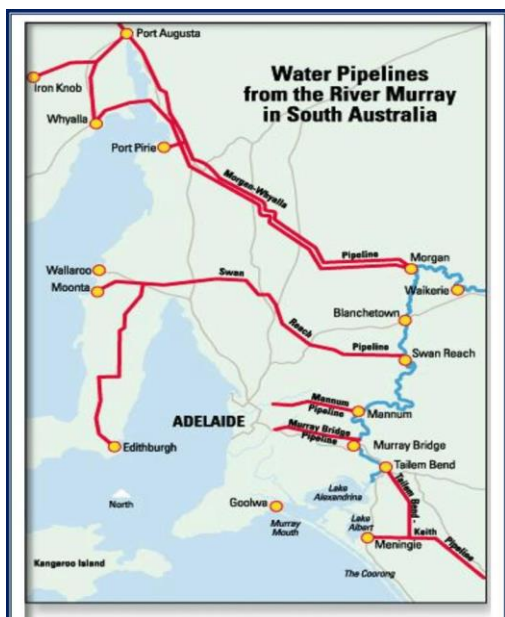 Port Augusta
Water Pipelines
from the River Murray
in South Australia
Iron Knob
Whyalla
Port Pirie
Morgan-Whyalla
Pipeline
Morgan
Wallaroo
Moonta
Swan
Waikerie
Blanchetown
Reach
Pipeline
Swan Reach
Mannum
Pipeline
Mannum
ADELAIDE
Murray Bridge
Pipeline
Murray Bridge
Edithburgh
Tailem Bend
Tailem Bend -
Lake
Alexandrina
North
Goolwa
Murray
Mouth
Lake
Albert
Keith
Meningie
Pipeline
Kangaroo Island
The Coorong